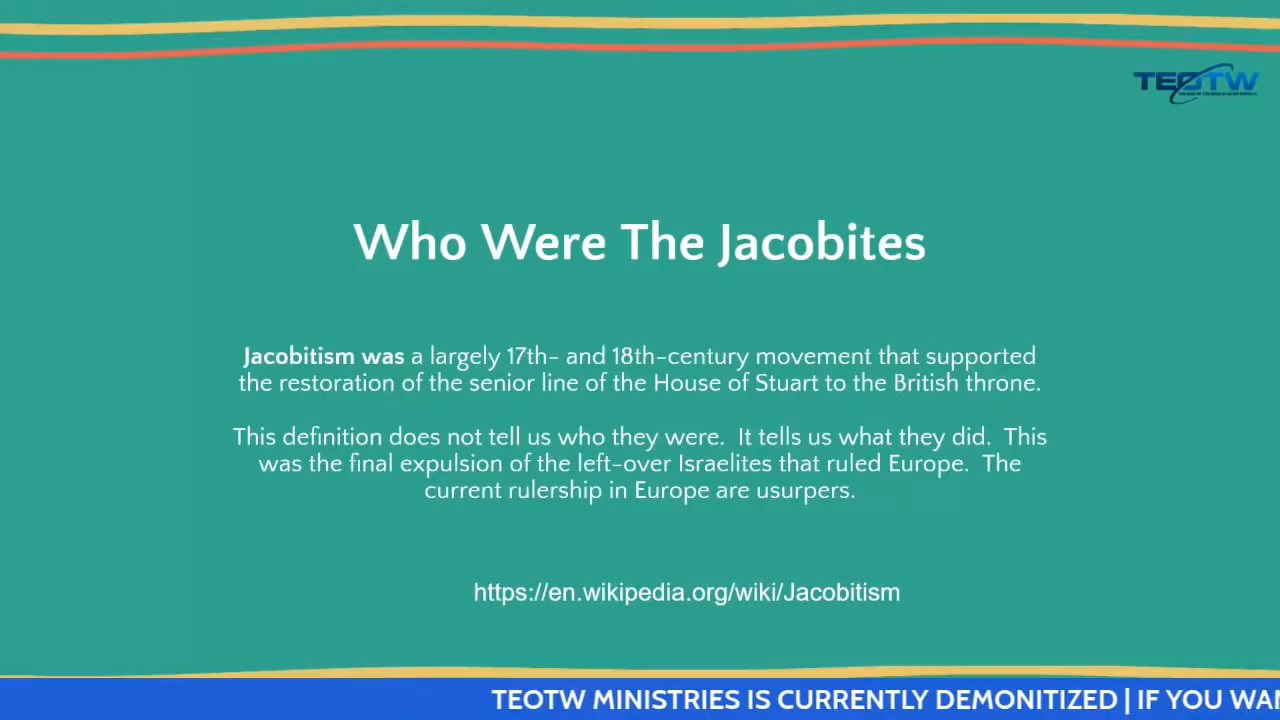 TEOTW
Who Were The Jacobites
Jacobitism was a largely 17th- and 18th-century movement that supported
the restoration of the senior line of the House of Stuart to the British throne.
This definition does not tell us who they were.  It tells us what they did.  This
was the final expulsion of the left-over Israelites that ruled Europe.  The
current rulership in Europe are usurpers.
https://en.wikipedia.org/wiki/Jacobitism
TEOTW MINISTRIES IS CURRENTLY DEMONITIZED | IF YOU WAN